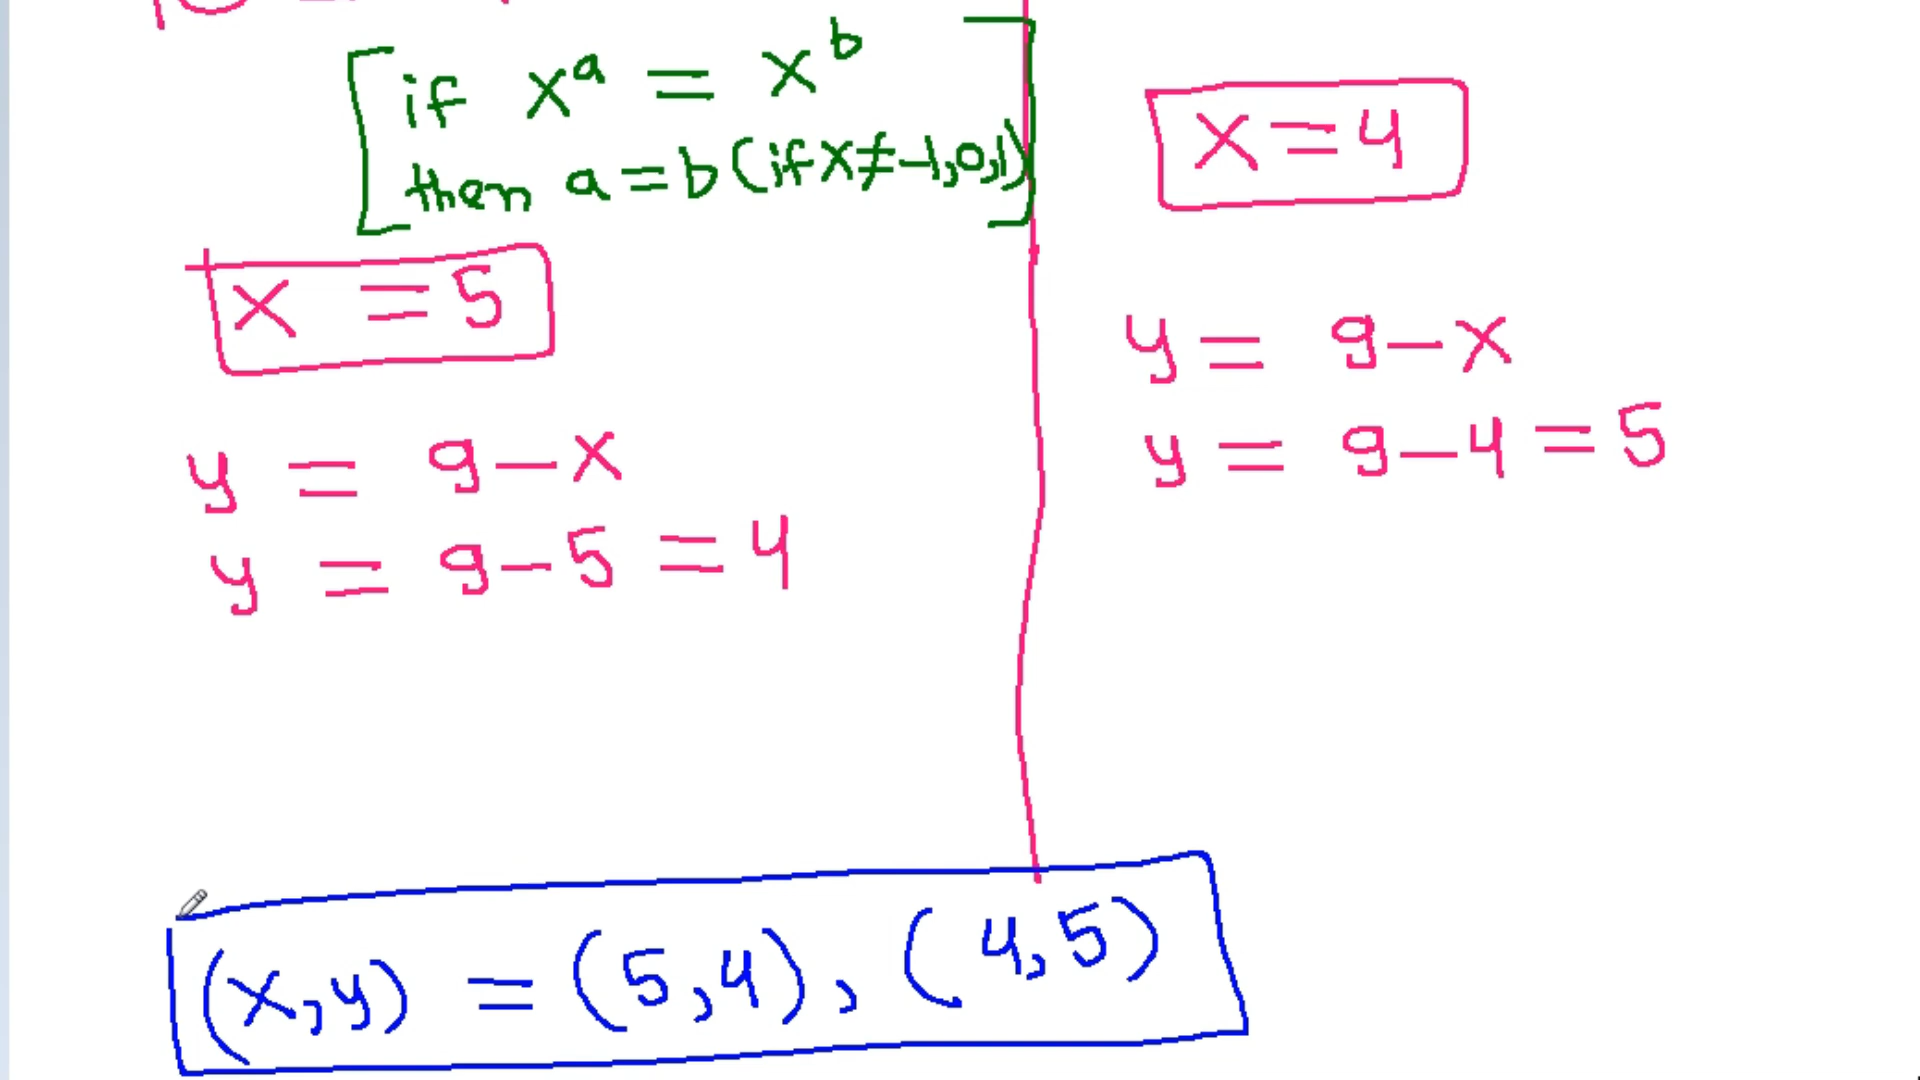 [if x^a = x^b
then a = b (if x ≠ -1,0,1)]
x = 5
y = 9 - x
y = 9 - 5 = 4
x = 4
y = 9 - x
y = 9 - 4 = 5
(x,y) = (5,4), (4,5)